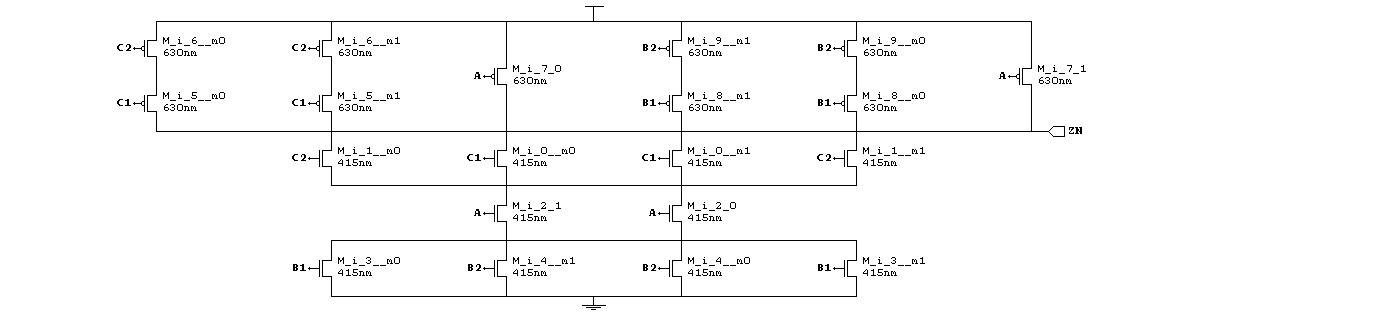 C2 M_i_6__m0 630nm C2 M_i_6__m1 630nm B2 M_i_9__m1 630nm B2 M_i_9__m0 630nm
A M_i_7_0 630nm A M_i_7_1 630nm
C1 M_i_5__m0 630nm C1 M_i_5__m1 630nm B1 M_i_8__m1 630nm B1 M_i_8__m0 630nm
ZN
C2 M_i_1__m0 415nm C1 M_i_0__m0 415nm C1 M_i_0__m1 415nm C2 M_i_1__m1 415nm
A M_i_2_1 415nm A M_i_2_0 415nm
B1 M_i_3__m0 415nm B2 M_i_4__m1 415nm B2 M_i_4__m0 415nm B1 M_i_3__m1 415nm